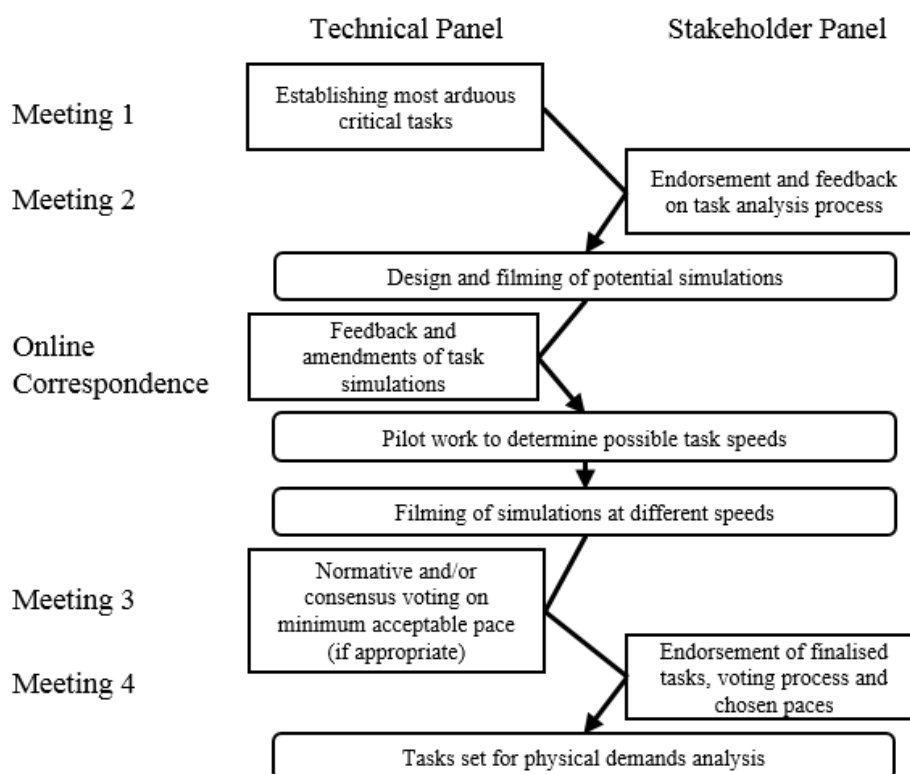 Technical Panel
Stakeholder Panel
Meeting 1
Establishing most arduous
critical tasks
Meeting 2
Endorsement and feedback
on task analysis process
Design and filming of potential simulations
Online
Correspondence
Feedback and
amendments of task
simulations
Pilot work to determine possible task speeds
Filming of simulations at different speeds
Meeting 3
Normative and/or
consensus voting on
minimum acceptable pace
(if appropriate)
Meeting 4
Endorsement of finalised
tasks, voting process and
chosen paces
Tasks set for physical demands analysis